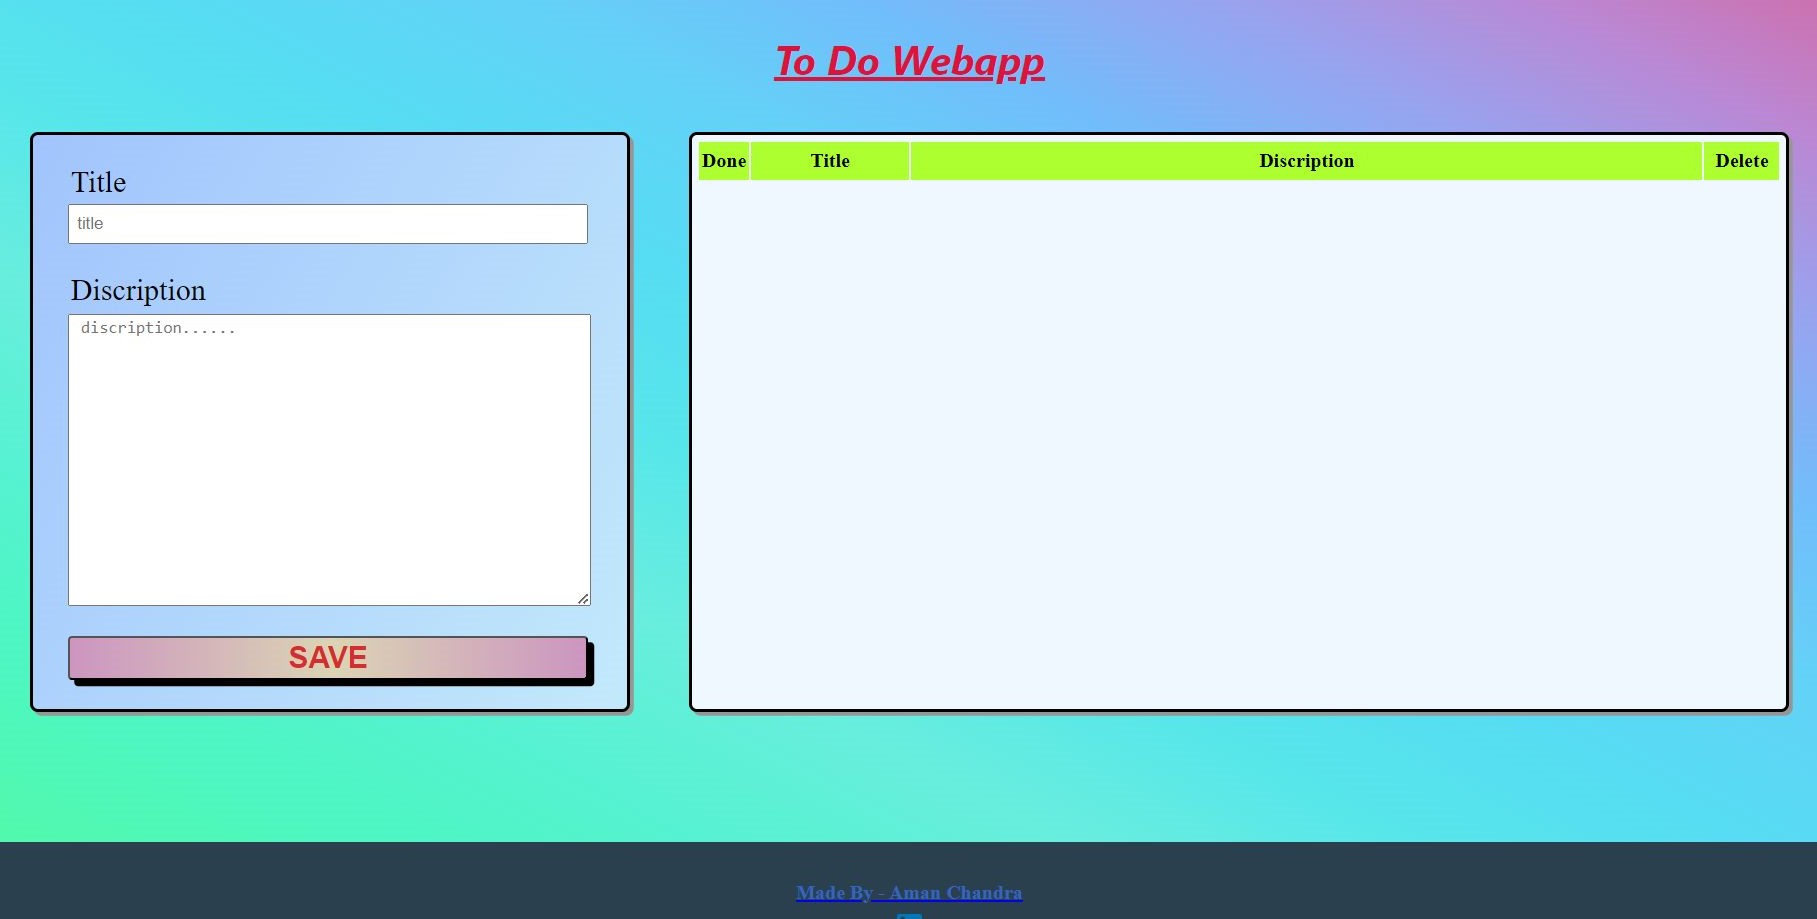 To Do Webapp
Title
title
Discription
discription......
SAVE
Done Title Discription Delete
Made By - Aman Chandra